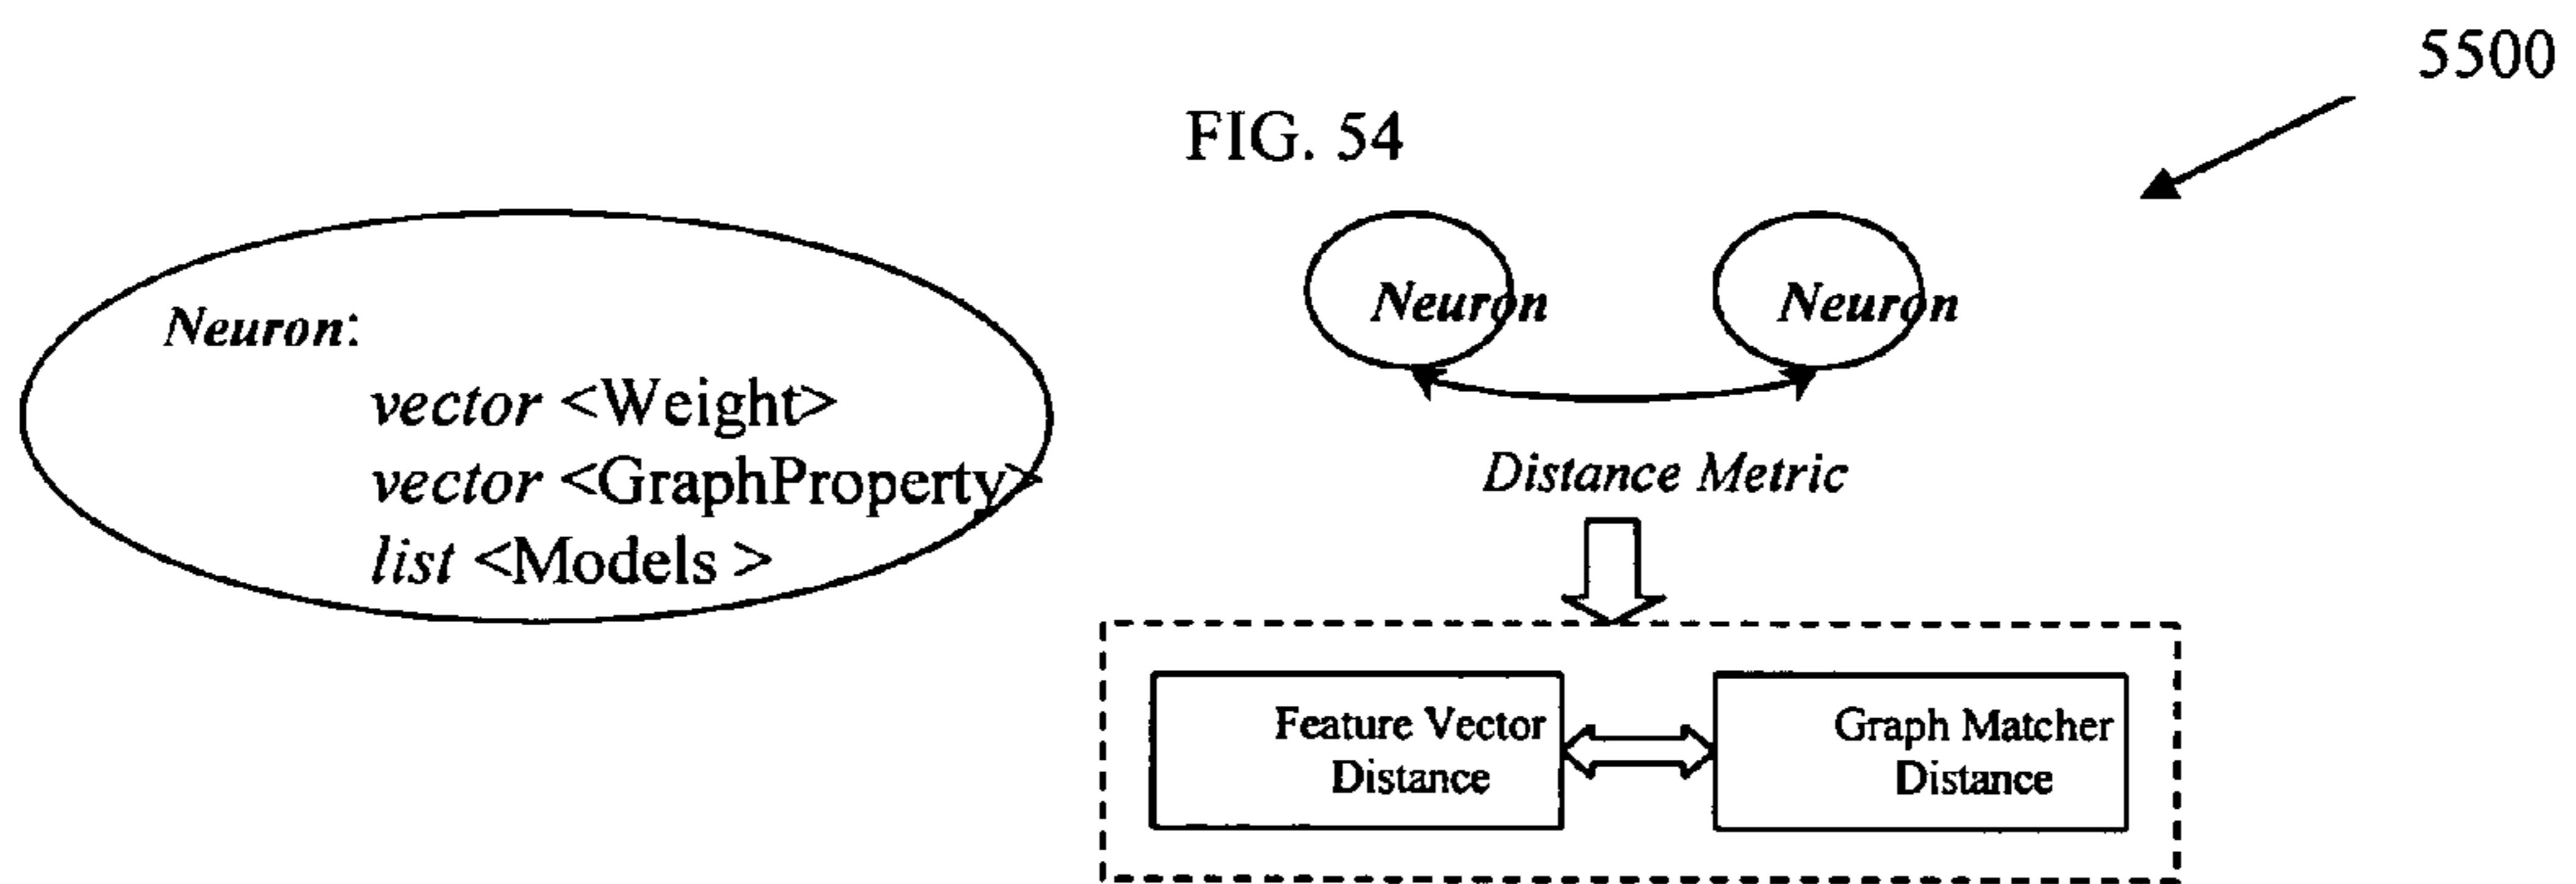 5500
FIG. 54
Neuron:
vector <Weight>
vector <GraphProperty>
list <Models >
Neuron
Neuron
Distance Metric
Feature Vector
Distance
Graph Matcher
Distance